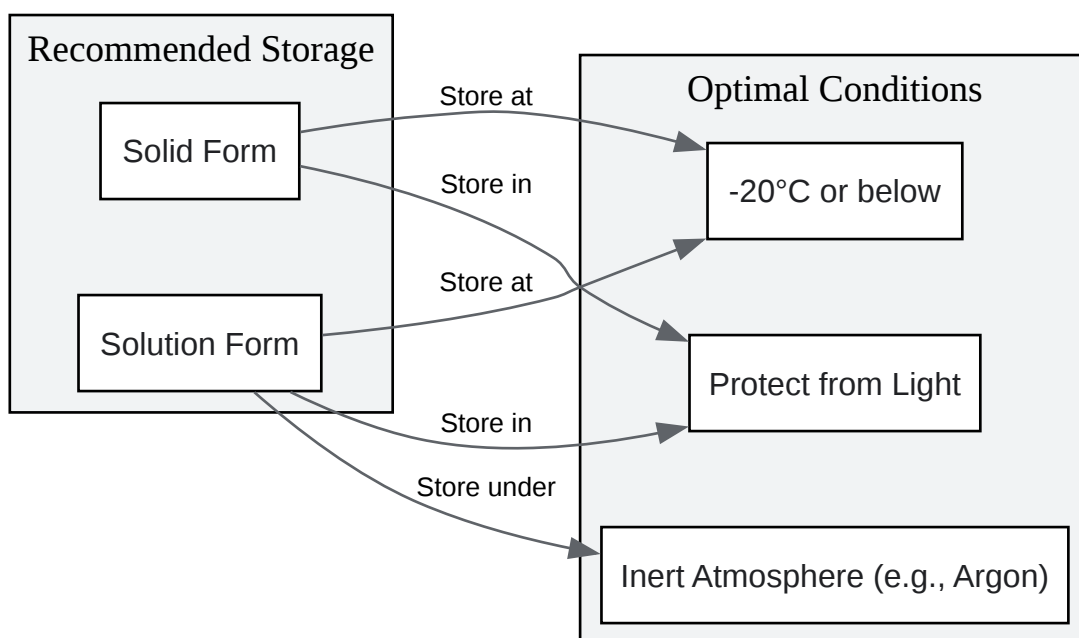 Recommended Storage
Solid Form
Solution Form
Store at
Store in
Store at
Store in
Store under
Optimal Conditions
-20°C or below
Protect from Light
Inert Atmosphere (e.g., Argon)